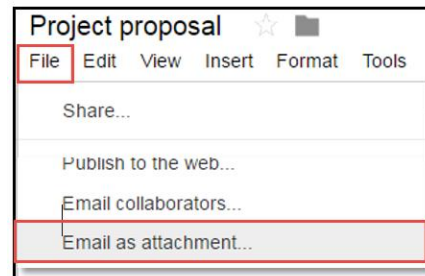 Project proposal
File Edit View Insert Format Tools
Share...
Publish to the web...
Email collaborators...
Email as attachment...